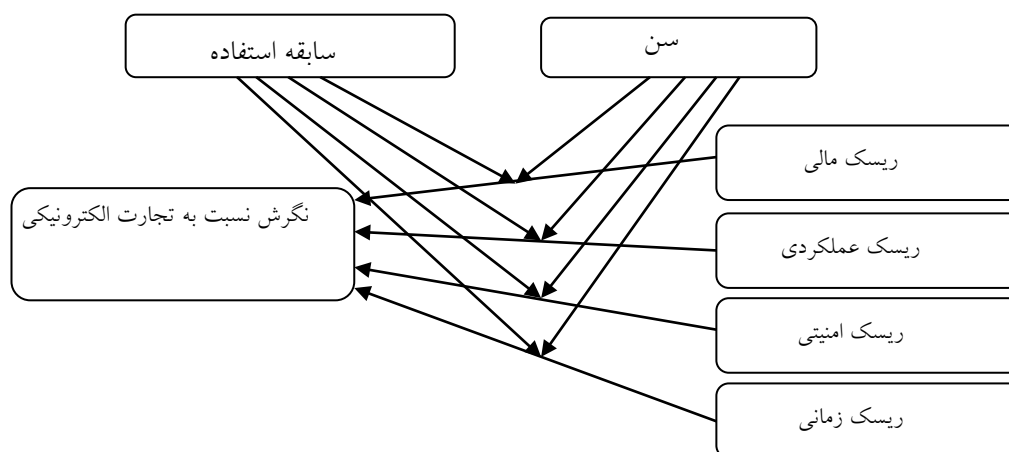 سن
سابقه استفاده
ریسک مالی
نگرش نسبت به تجارت الکترونیکی
ریسک عملکردی
ریسک امنیتی
ریسک زمانی